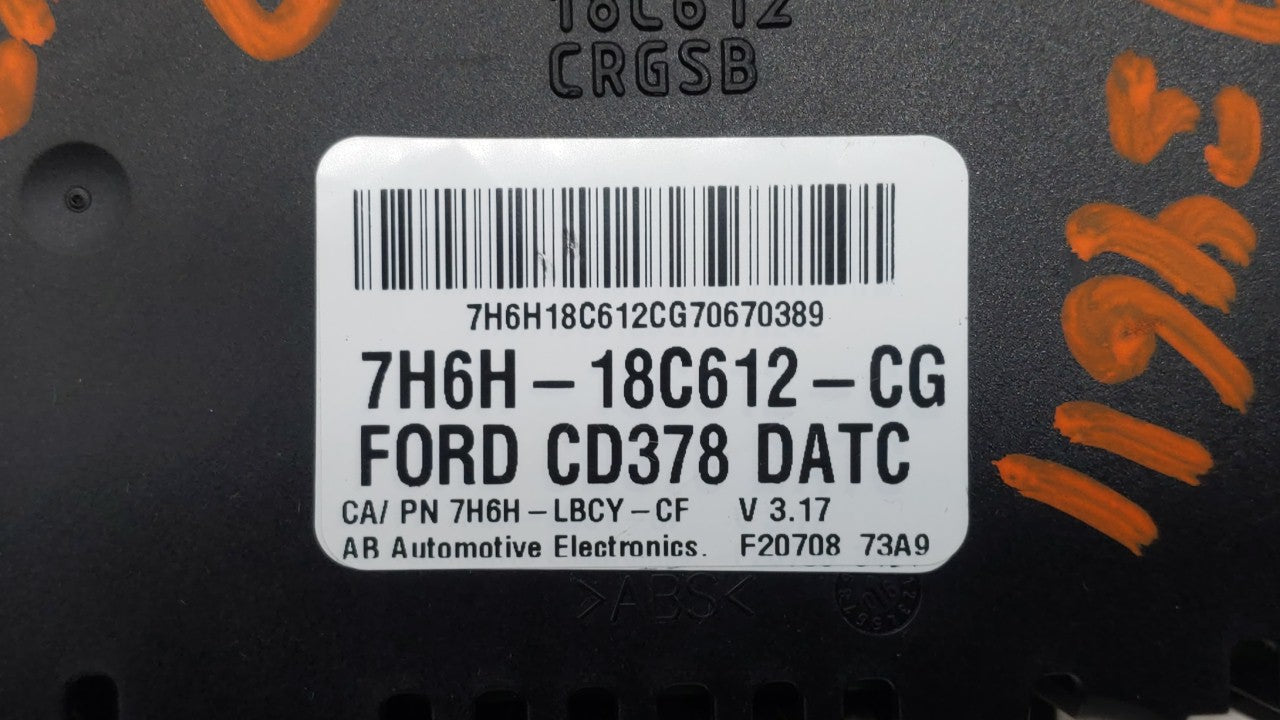 18C612
CRGSB
7H6H18C612CG70670389
7H6H – 18C612 – CG
FORD CD378 DATC
CA/ PN 7H6H – LBCY – CF V 3.17
AB Automotive Electronics. F20708 73A9
>ABS<